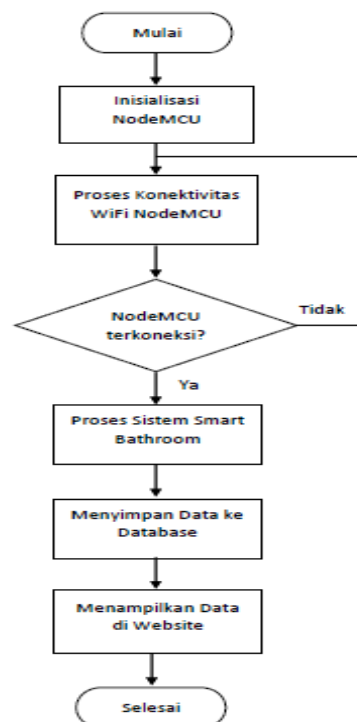 Mulai
Inisialisasi
NodeMCU
Proses Konektivitas
WiFi NodeMCU
NodeMCU
terkoneksi?
Tidak
Ya
Proses Sistem Smart
Bathroom
Menyimpan Data ke
Database
Menampilkan Data
di Website
Selesai